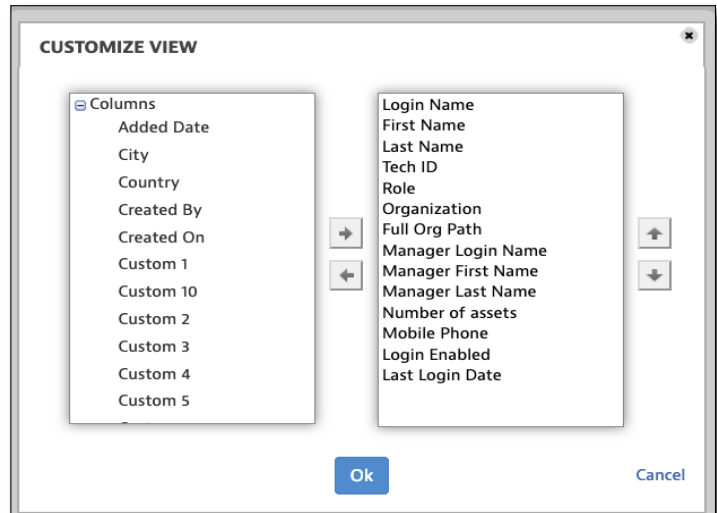 CUSTOMIZE VIEW
Columns
Added Date
City
Country
Created By
Created On
Custom 1
Custom 10
Custom 2
Custom 3
Custom 4
Custom 5
Login Name
First Name
Last Name
Tech ID
Role
Organization
Full Org Path
Manager Login Name
Manager First Name
Manager Last Name
Number of assets
Mobile Phone
Login Enabled
Last Login Date
Ok
Cancel